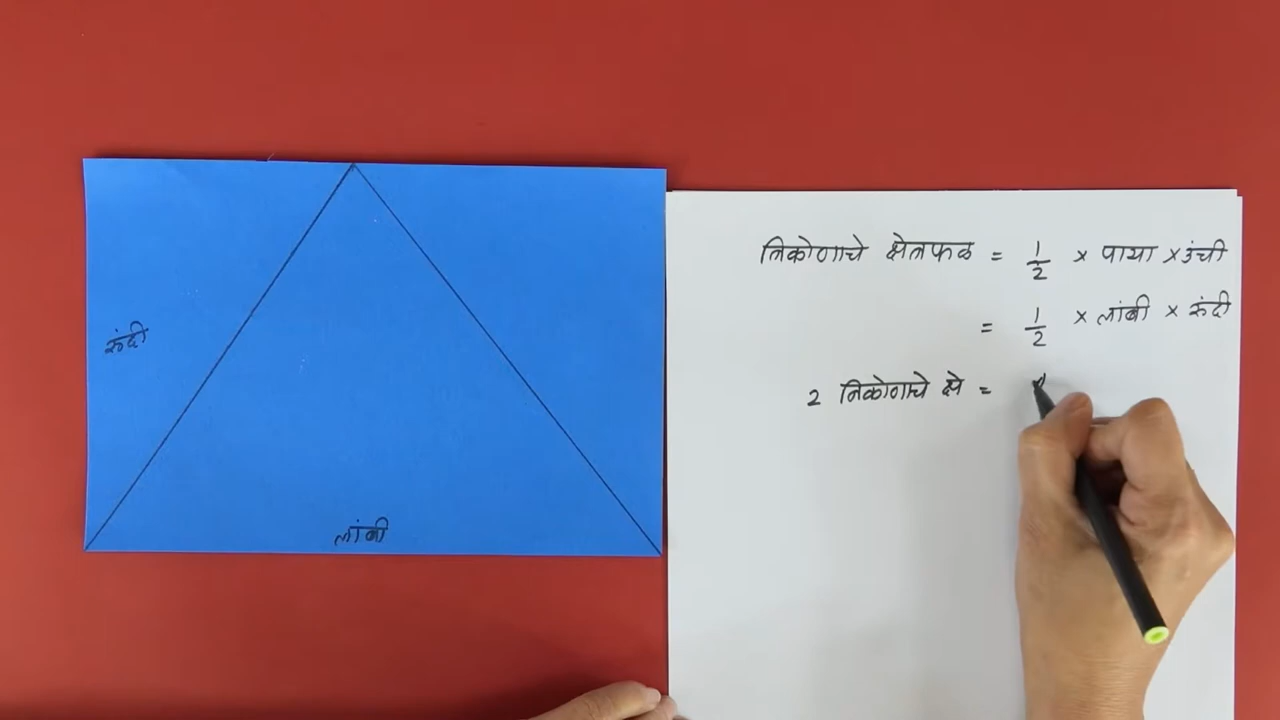 रुंदी
लांबी
त्रिकोणाचे क्षेत्रफळ = 1/2 × पाया × उंची
= 1/2 × लांबी × रुंदी
2 त्रिकोणाचे क्षे =